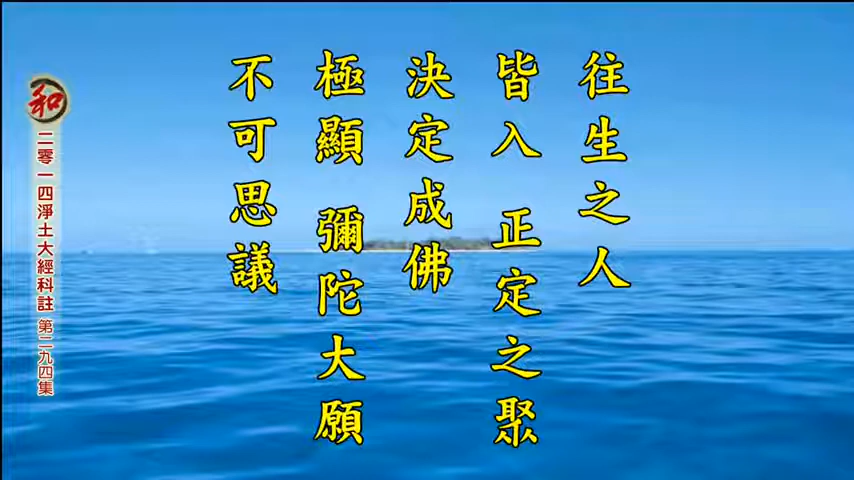 往生之人
皆入 正定之聚
決定成佛
極顯 彌陀大願
不可思議
和
二零一四淨土大經科註 第二九四集